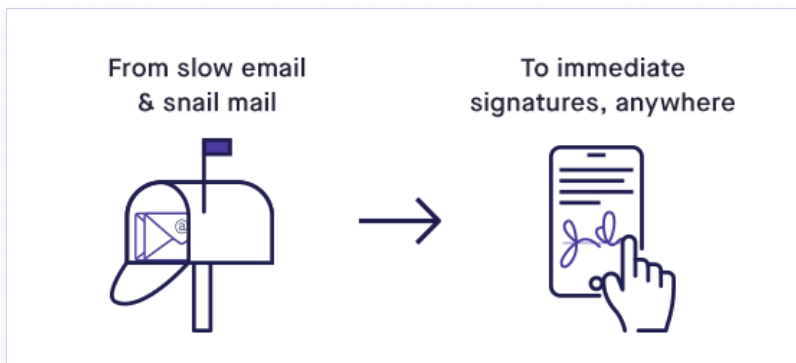 From slow email
& snail mail
To immediate
signatures, anywhere
@